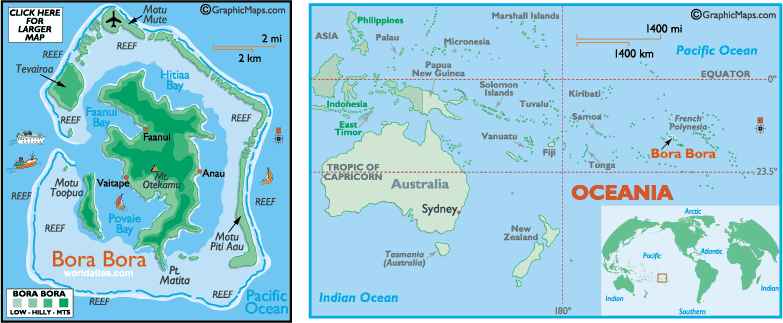 CLICK HERE
FOR
LARGER
MAP
Motu
Mute
©GraphicMaps.com
REEF
REEF
2 mi
2 km
Tevairoa
Hitiaa
Bay
REEF
Faanui
Bay
REEF
Faanui
Mt.
Otekamu
Anau
Vaitape
Motu
Toopua
REEF
REEF
Povaie
Bay
Motu
Piti Aau
Bora Bora
worldatlas.com
Pt.
Matita
REEF
REEF
Pacific
Ocean
BORA BORA
LOW - HILLY - MTS
©GraphicMaps.com
Philippines
Marshall Islands
1400 mi
1400 km
Pacific Ocean
ASIA
Palau
Micronesia
EQUATOR
0°
Papua
New Guinea
Solomon
Islands
Kiribati
Indonesia
Tuvalu
East
Timor
Samoa
French
Polynesia
Vanuatu
Fiji
Bora Bora
Tonga
TROPIC OF
CAPRICORN
23.5°
Australia
OCEANIA
Sydney
New
Zealand
Tasmania
(Australia)
Indian Ocean
180°
Arctic
Pacific
Atlantic
Indian
Indian
Southern